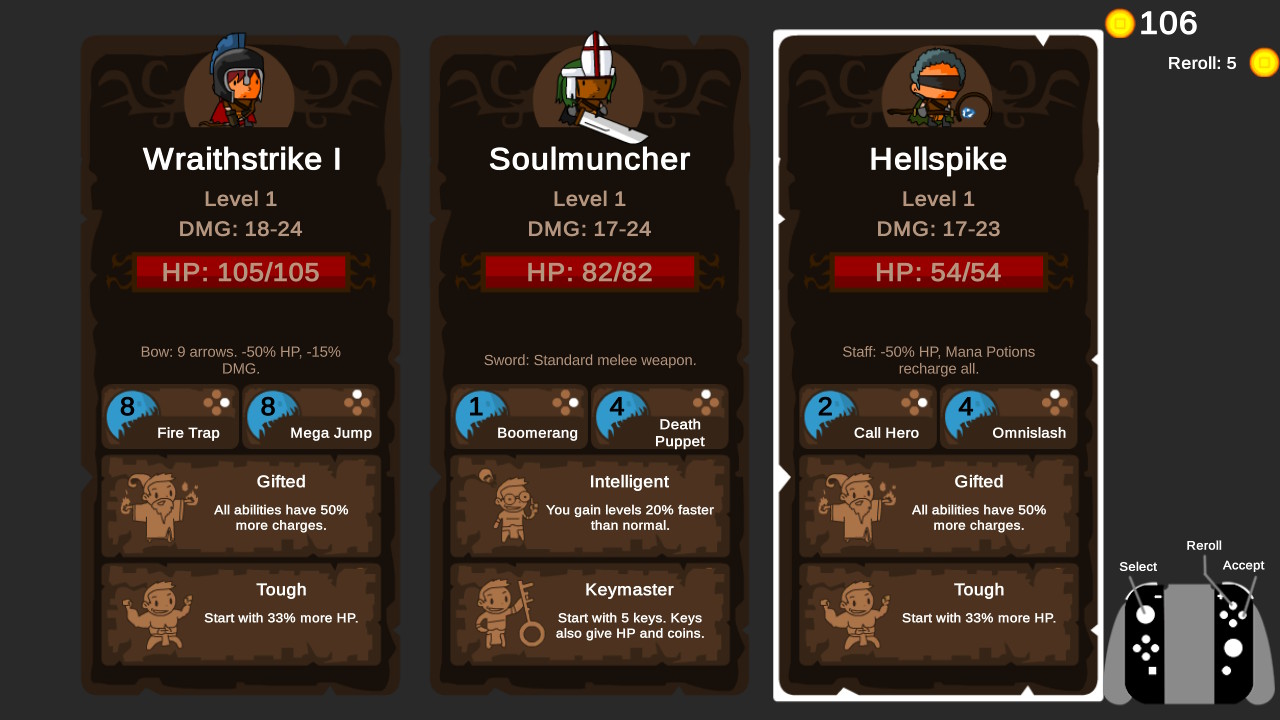 106
Reroll: 5
Wraithstrike I
Level 1
DMG: 18-24
HP: 105/105
Bow: 9 arrows. -50% HP, -15%
DMG.
8
Fire Trap
8
Mega Jump
Gifted
All abilities have 50%
more charges.
Tough
Start with 33% more HP.
Soulmuncher
Level 1
DMG: 17-24
HP: 82/82
Sword: Standard melee weapon.
1
Boomerang
4
Death
Puppet
Intelligent
You gain levels 20% faster
than normal.
Keymaster
Start with 5 keys. Keys
also give HP and coins.
Hellspike
Level 1
DMG: 17-23
HP: 54/54
Staff: -50% HP, Mana Potions
recharge all.
2
Call Hero
4
Omnislash
Gifted
All abilities have 50%
more charges.
Tough
Start with 33% more HP.
Reroll
Select
Accept